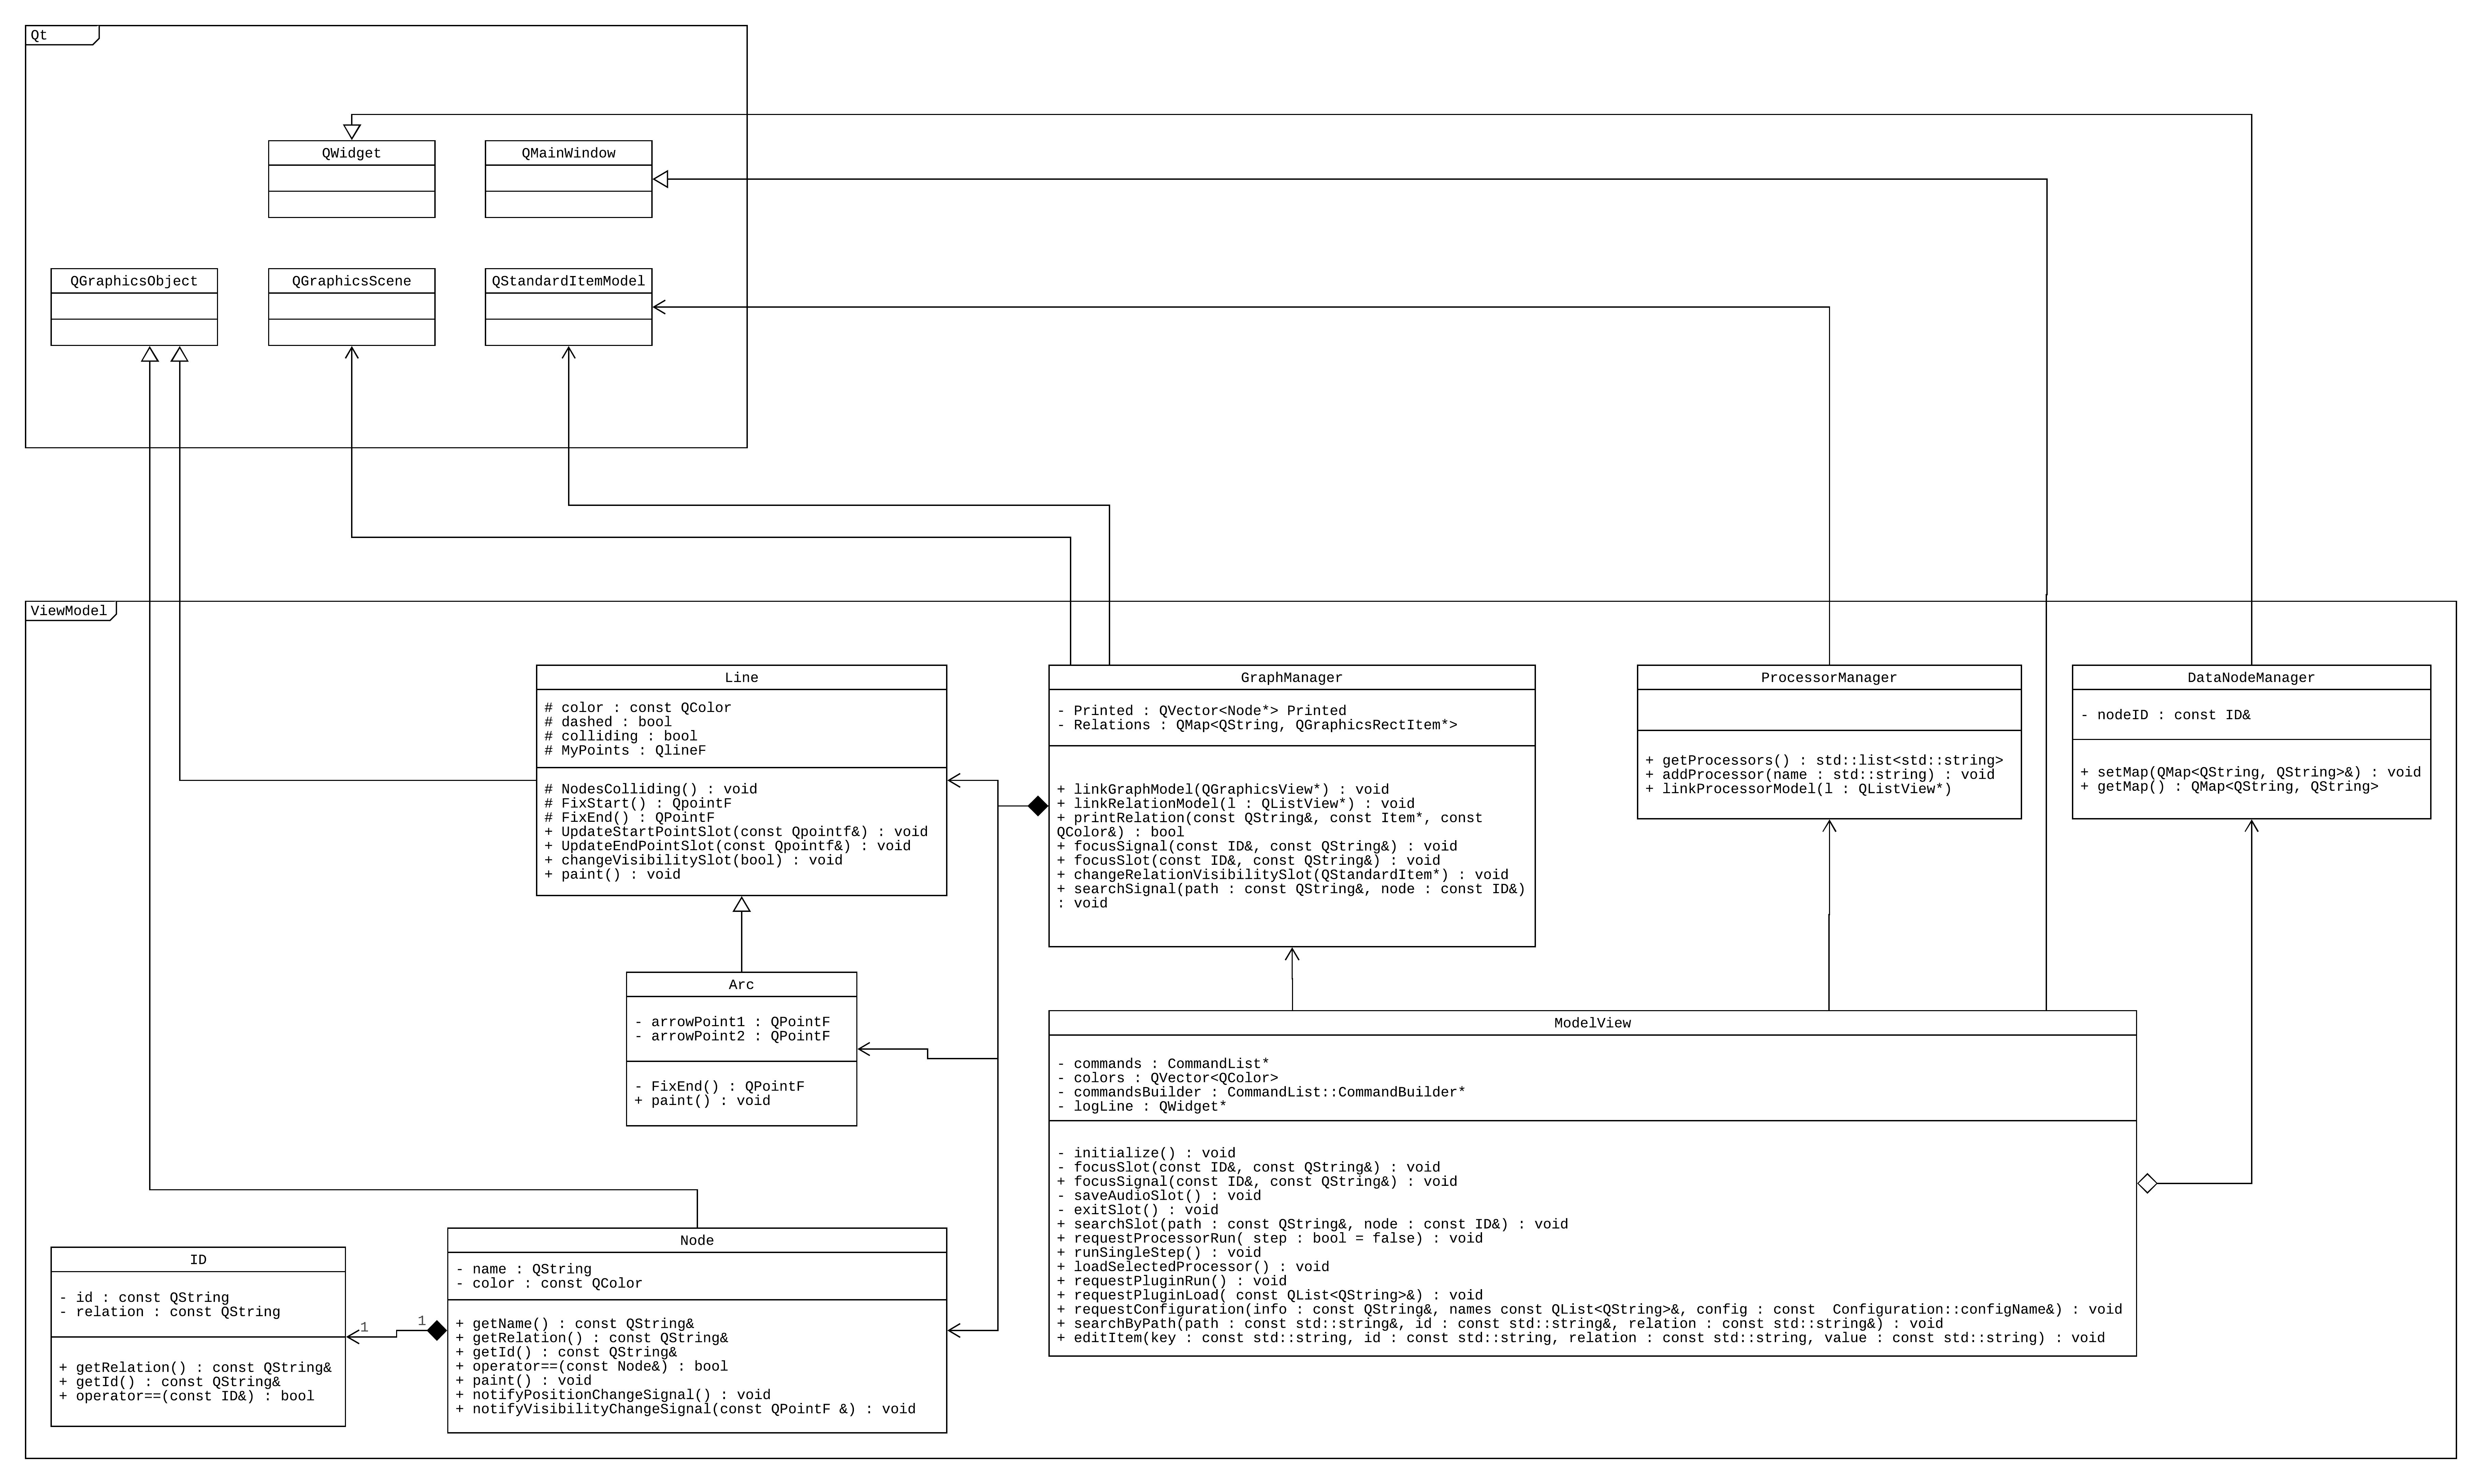 Qt
QWidget
QMainWindow
QGraphicsObject
QGraphicsScene
QStandardItemModel
ViewModel
Line
# color : const QColor
# dashed : bool
# colliding : bool
# MyPoints : QlineF
# NodesColliding() : void
# FixStart() : QpointF
# FixEnd() : QPointF
+ UpdateStartPointSlot(const Qpointf&) : void
+ UpdateEndPointSlot(const Qpointf&) : void
+ changeVisibilitySlot(bool) : void
+ paint() : void
GraphManager
- Printed : QVector<Node*> Printed
- Relations : QMap<QString, QGraphicsRectItem*>
+ linkGraphModel(QGraphicsView*) : void
+ linkRelationModel(l : QListView*) : void
+ printRelation(const QString&, const Item*, const
QColor&) : bool
+ focusSignal(const ID&, const QString&) : void
+ focusSlot(const ID&, const QString&) : void
+ changeRelationVisibilitySlot(QStandardItem*) : void
+ searchSignal(path : const QString&, node : const ID&)
: void
ProcessorManager
+ getProcessors() : std::list<std::string>
+ addProcessor(name : std::string) : void
+ linkProcessorModel(l : QListView*)
DataNodeManager
- nodeID : const ID&
+ setMap(QMap<QString, QString>&) : void
+ getMap() : QMap<QString, QString>
Arc
- arrowPoint1 : QPointF
- arrowPoint2 : QPointF
- FixEnd() : QPointF
+ paint() : void
ModelView
- commands : CommandList*
- colors : QVector<QColor>
- commandsBuilder : CommandList::CommandBuilder*
- logLine : QWidget*
- initialize() : void
- focusSlot(const ID&, const QString&) : void
+ focusSignal(const ID&, const QString&) : void
- saveAudioSlot() : void
- exitSlot() : void
+ searchSlot(path : const QString&, node : const ID&) : void
+ requestProcessorRun( step : bool = false) : void
+ runSingleStep() : void
+ loadSelectedProcessor() : void
+ requestPluginRun() : void
+ requestPluginLoad( const QList<QString>&) : void
+ requestConfiguration(info : const QString&, names const QList<QString>&, config : const  Configuration::configName&) : void
+ searchByPath(path : const std::string&, id : const std::string&, relation : const std::string&) : void
+ editItem(key : const std::string, id : const std::string, relation : const std::string, value : const std::string) : void
ID
- id : const QString
- relation : const QString
+ getRelation() : const QString&
+ getId() : const QString&
+ operator==(const ID&) : bool
1
1
Node
- name : QString
- color : const QColor
+ getName() : const QString&
+ getRelation() : const QString&
+ getId() : const QString&
+ operator==(const Node&) : bool
+ paint() : void
+ notifyPositionChangeSignal() : void
+ notifyVisibilityChangeSignal(const QPointF &) : void